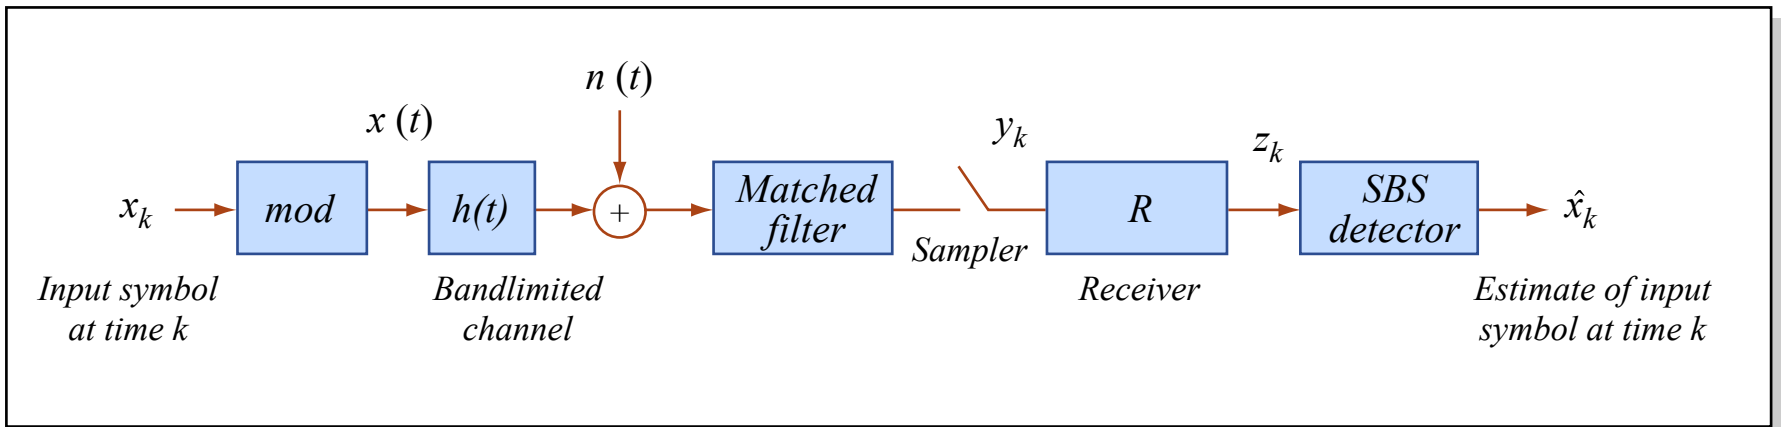 n (t)
x (t)
y_k
z_k
x_k
mod
h(t)
+
Matched
filter
R
SBS
detector
x̂_k
Sampler
Input symbol
at time k
Bandlimited
channel
Receiver
Estimate of input
symbol at time k